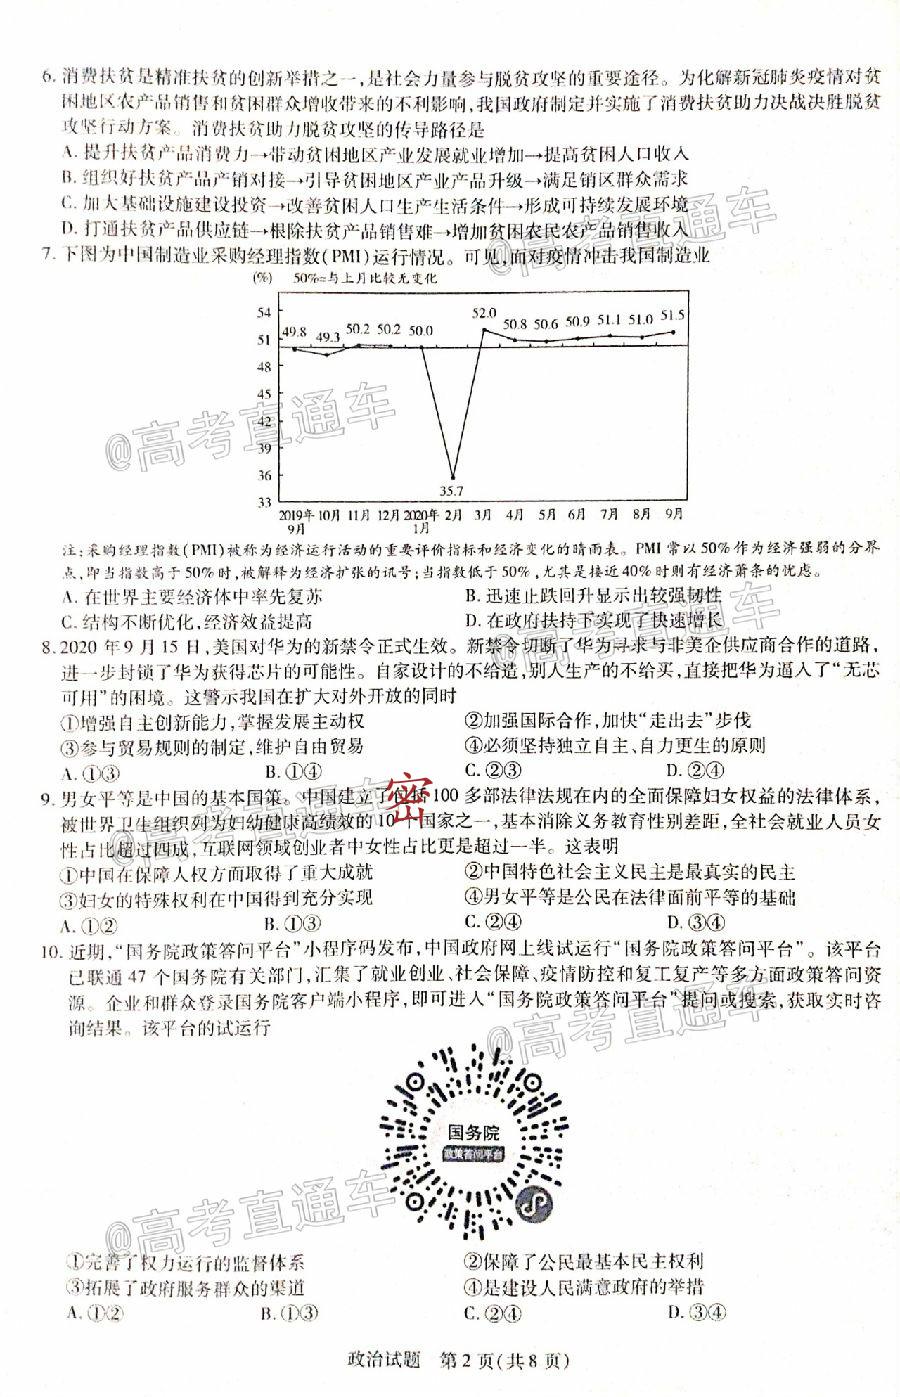 6. 消费扶贫是精准扶贫的创新举措之一,是社会力量参与脱贫攻坚的重要途径。为化解新冠肺炎疫情对贫
困地区农产品销售和贫困群众增收带来的不利影响,我国政府制定并实施了消费扶贫助力决战决胜脱贫
攻坚行动方案。消费扶贫助力脱贫攻坚的传导路径是
A. 提升扶贫产品消费力→带动贫困地区产业发展就业增加→提高贫困人口收入
B. 组织好扶贫产品产销对接→引导贫困地区产业产品升级→满足销区群众需求
C. 加大基础设施建设投资→改善贫困人口生产生活条件→形成可持续发展环境
D. 打通扶贫产品供应链→根除扶贫产品销售难→增加贫困农民农产品销售收入
@高考直通车
7. 下图为中国制造业采购经理指数(PMI)运行情况。可见,面对疫情冲击我国制造业
(%) 50%=与上月比较无变化
54
51
48
45
42
39
36
33
49.8 49.3 50.2 50.2 50.0 35.7 52.0 50.8 50.6 50.9 51.1 51.0 51.5
2019年9月 10月 11月 12月 2020年1月 2月 3月 4月 5月 6月 7月 8月 9月
@高考直通车
注:采购经理指数(PMI)被称为经济运行活动的重要评价指标和经济变化的晴雨表。PMI 常以 50%作为经济强弱的分界
点,即当指数高于 50%时,被解释为经济扩张的讯号;当指数低于 50%,尤其是接近 40%时则有经济萧条的忧虑。
A. 在世界主要经济体中率先复苏 B. 迅速止跌回升显示出较强韧性
C. 结构不断优化,经济效益提高 D. 在政府扶持下实现了快速增长
@高考直通车
8. 2020 年 9 月 15 日,美国对华为的新禁令正式生效。新禁令切断了华为寻求与非美企供应商合作的道路,
进一步封锁了华为获得芯片的可能性。自家设计的不给造,别人生产的不给买,直接把华为逼入了“无芯
可用”的困境。这警示我国在扩大对外开放的同时
①增强自主创新能力,掌握发展主动权 ②加强国际合作,加快“走出去”步伐
③参与贸易规则的制定,维护自由贸易 ④必须坚持独立自主、自力更生的原则
A. ①③ B. ①④ C. ②③ D. ②④
@高考直通车
密
9. 男女平等是中国的基本国策。中国建立了包括 100 多部法律法规在内的全面保障妇女权益的法律体系,
被世界卫生组织列为妇幼健康高绩效的 10 个国家之一,基本消除义务教育性别差距,全社会就业人员女
性占比超过四成,互联网领域创业者中女性占比更是超过一半。这表明
①中国在保障人权方面取得了重大成就 ②中国特色社会主义民主是最真实的民主
③妇女的特殊权利在中国得到充分实现 ④男女平等是公民在法律面前平等的基础
A. ①② B. ①③ C. ②④ D. ③④
10. 近期,“国务院政策答问平台”小程序码发布,中国政府网上线试运行“国务院政策答问平台”。该平台
已联通 47 个国务院有关部门,汇集了就业创业、社会保障、疫情防控和复工复产等多方面政策答问资
源。企业和群众登录国务院客户端小程序,即可进入“国务院政策答问平台”提问或搜索,获取实时咨
询结果。该平台的试运行
@高考直通车
国务院
政策答问平台
@高考直通车
①完善了权力运行的监督体系 ②保障了公民最基本民主权利
③拓展了政府服务群众的渠道 ④是建设人民满意政府的举措
A. ①② B. ①③ C. ②④ D. ③④
政治试题 第 2 页(共 8 页)